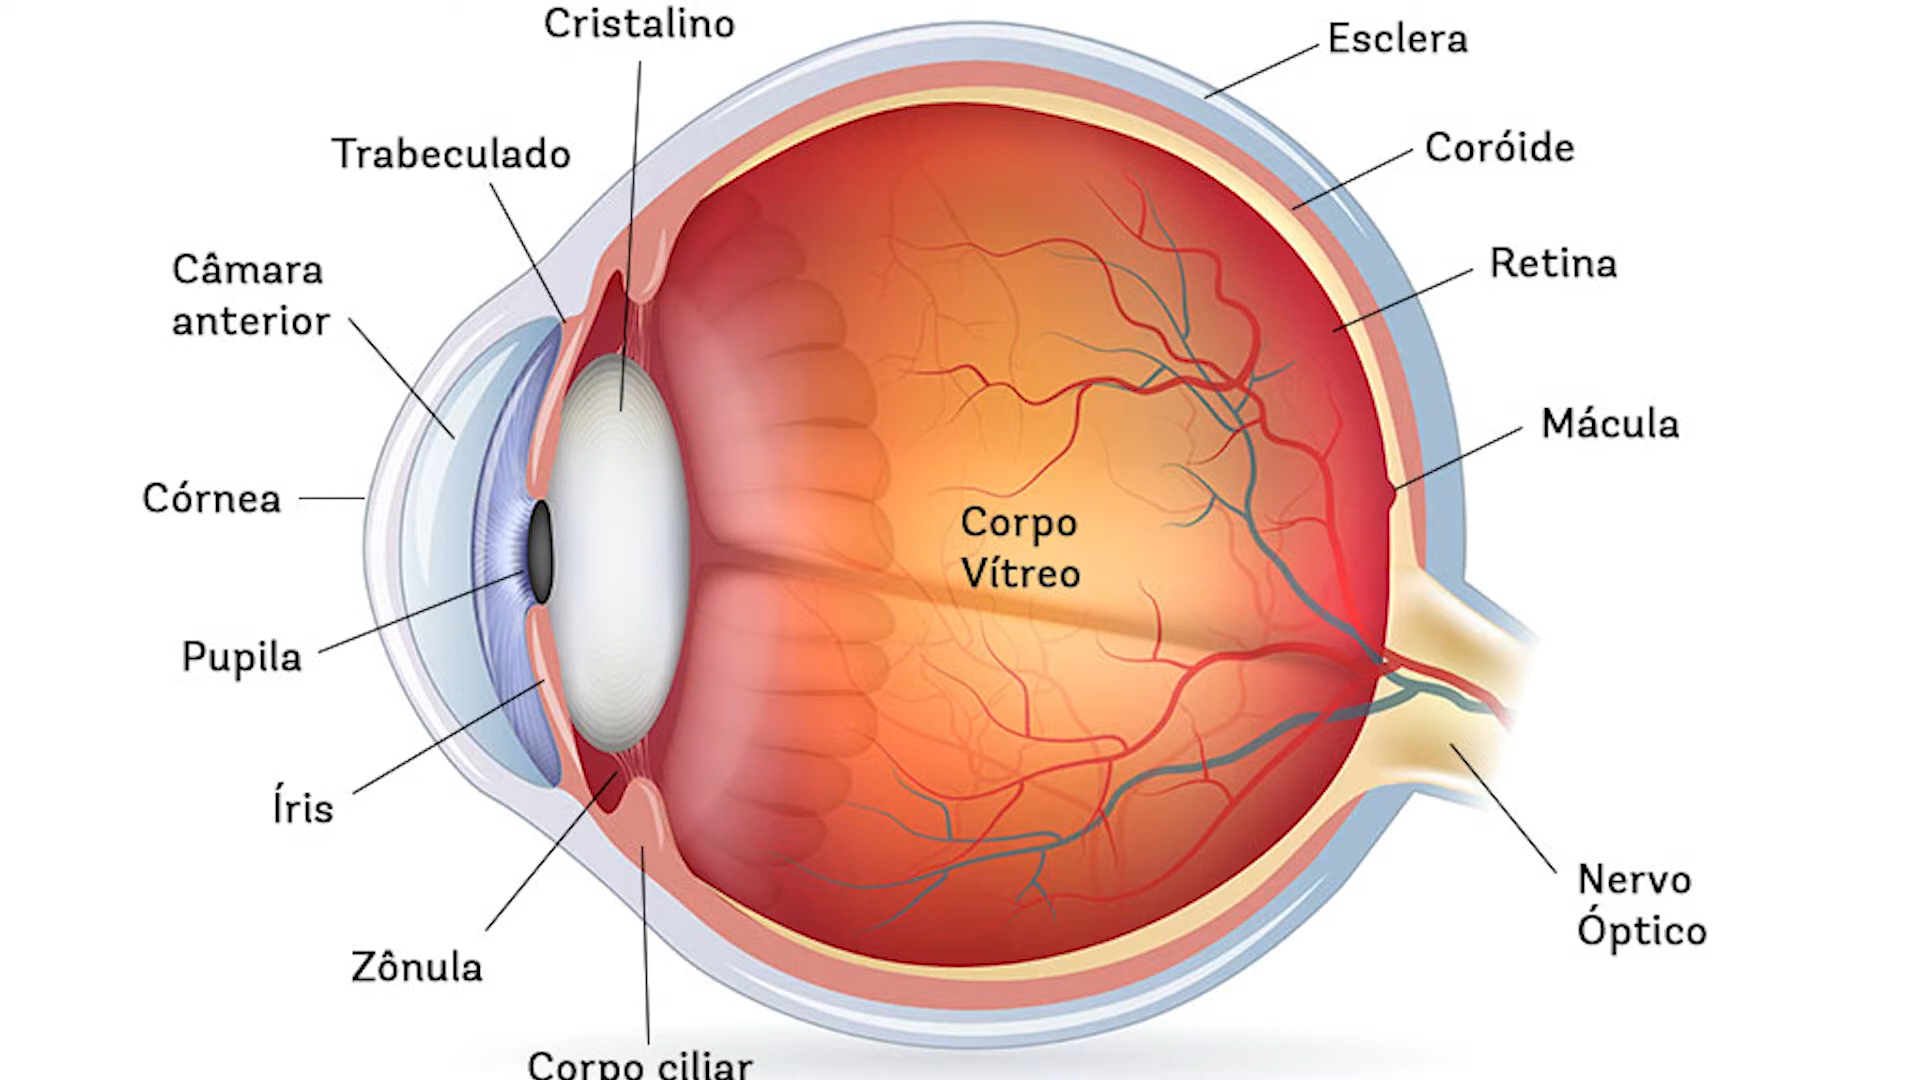 Cristalino
Esclera
Trabeculado
Coróide
Câmara
anterior
Retina
Mácula
Córnea
Corpo
Vítreo
Pupila
Íris
Nervo
Óptico
Zônula
Corpo ciliar